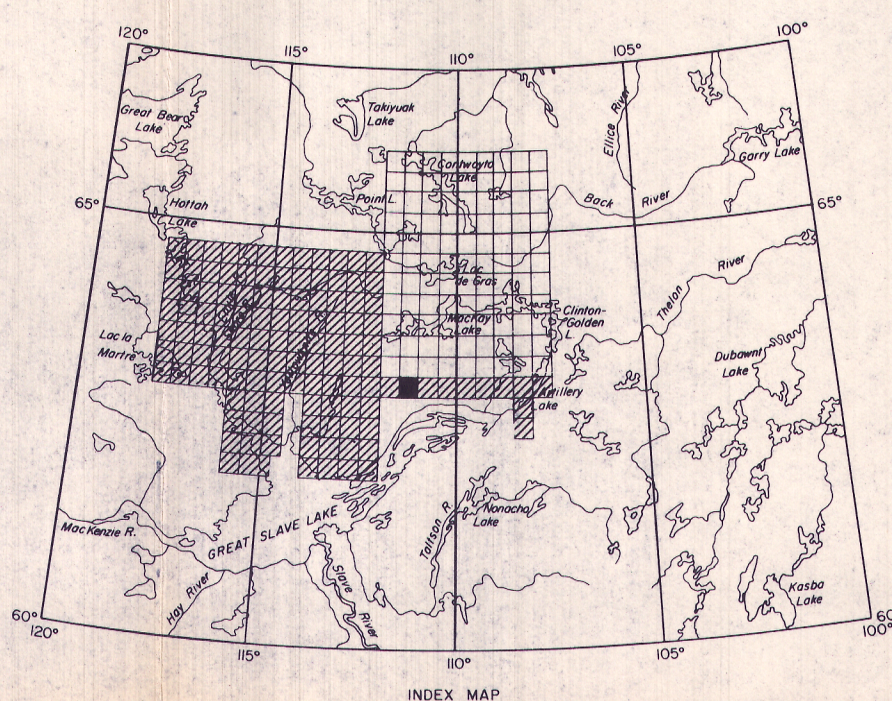 120°
115°
110°
105°
100°
Great Bear
Lake
Takiyuak
Lake
Ellice River
Garry Lake
Contwoyto
Lake
Hottah
Lake
Point L.
Back River
65°
65°
Lac
de Gras
Thelon River
MacKay
Lake
Clinton-
Golden
L.
Lac la
Martre
Dubawnt
Lake
Artillery
Lake
MacKenzie R.
GREAT SLAVE LAKE
Taltson R.
Nonacho
Lake
Hay River
Slave River
Kasba
Lake
60°
60
120°
115°
110°
105°
100°
INDEX MAP